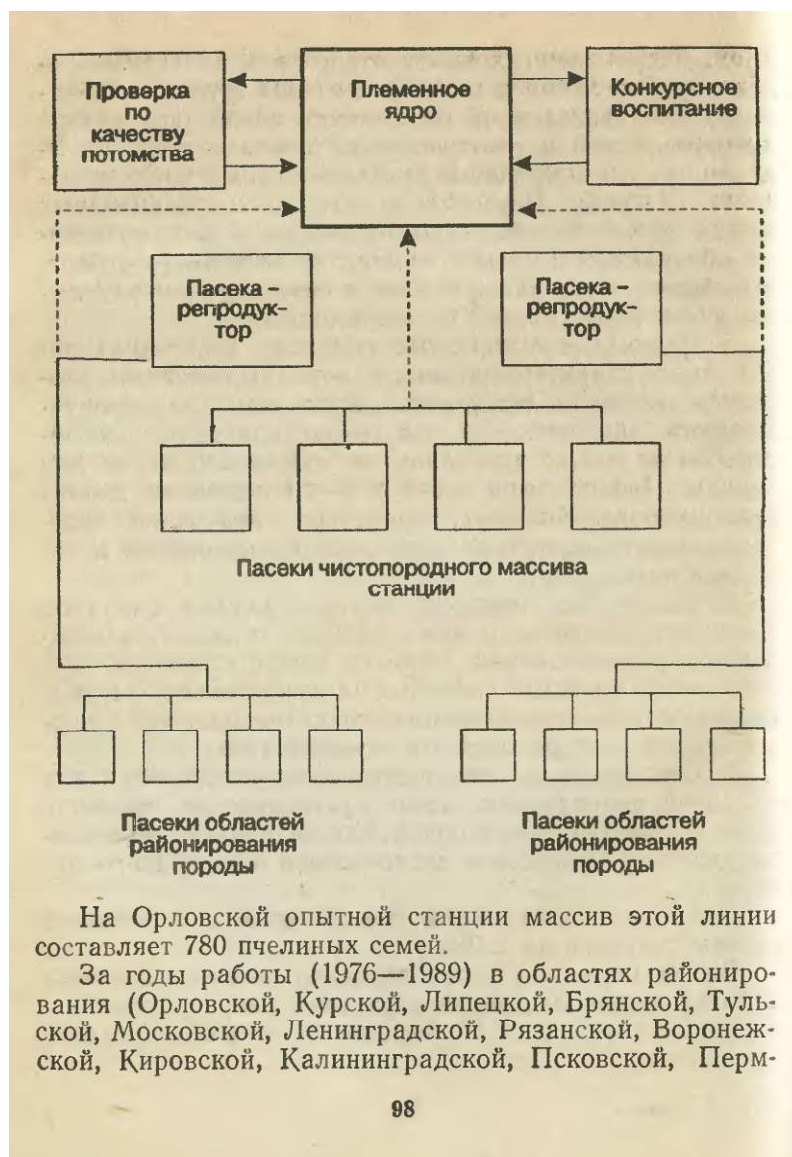 Проверка
по
качеству
потомства
Племенное
ядро
Конкурсное
воспитание
Пасека –
репродук-
тор
Пасека –
репродук-
тор
Пасеки чистопородного массива
станции
Пасеки областей
районирования
породы
Пасеки областей
районирования
породы
На Орловской опытной станции массив этой линии
составляет 780 пчелиных семей.
За годы работы (1976—1989) в областях райониро-
вания (Орловской, Курской, Липецкой, Брянской, Туль-
ской, Московской, Ленинградской, Рязанской, Воронеж-
ской, Кировской, Калининградской, Псковской, Перм-
98